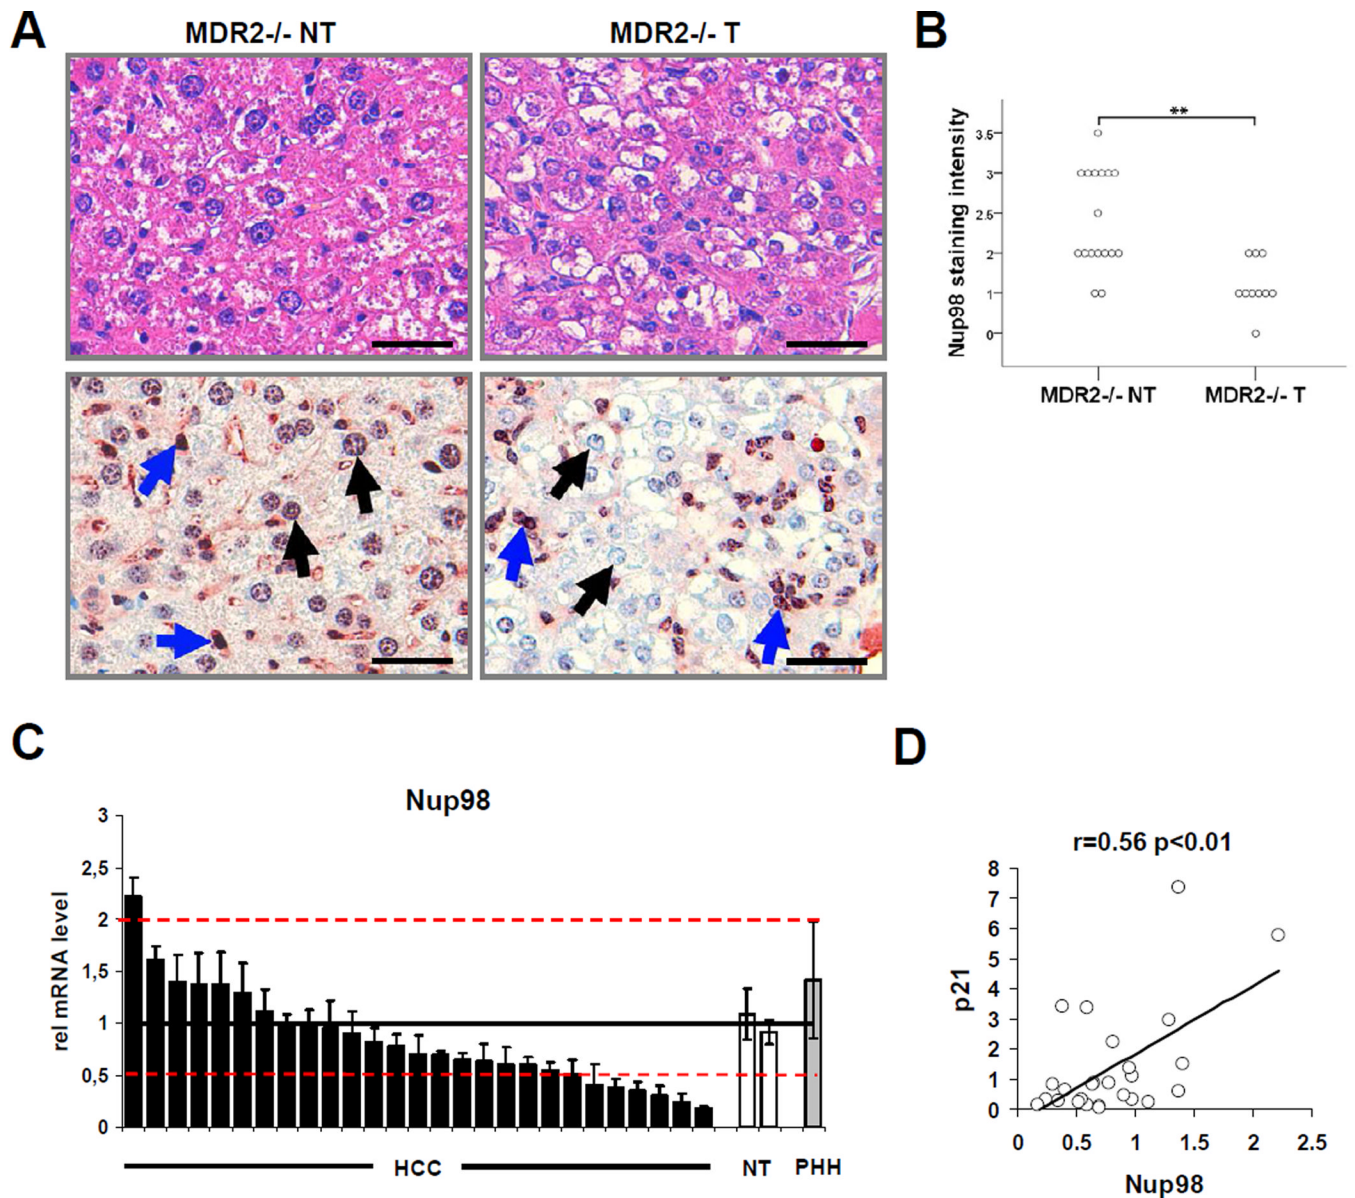 A
MDR2-/- NT
MDR2-/- T
B
Nup98 staining intensity
**
3.5
3
2.5
2
1
0
MDR2-/- NT
MDR2-/- T
C
Nup98
rel mRNA level
3
2,5
2
1,5
1
0,5
0
HCC
NT
PHH
D
r=0.56 p<0.01
p21
8
7
6
5
4
3
2
1
0
0
0.5
1
1.5
2
2.5
Nup98